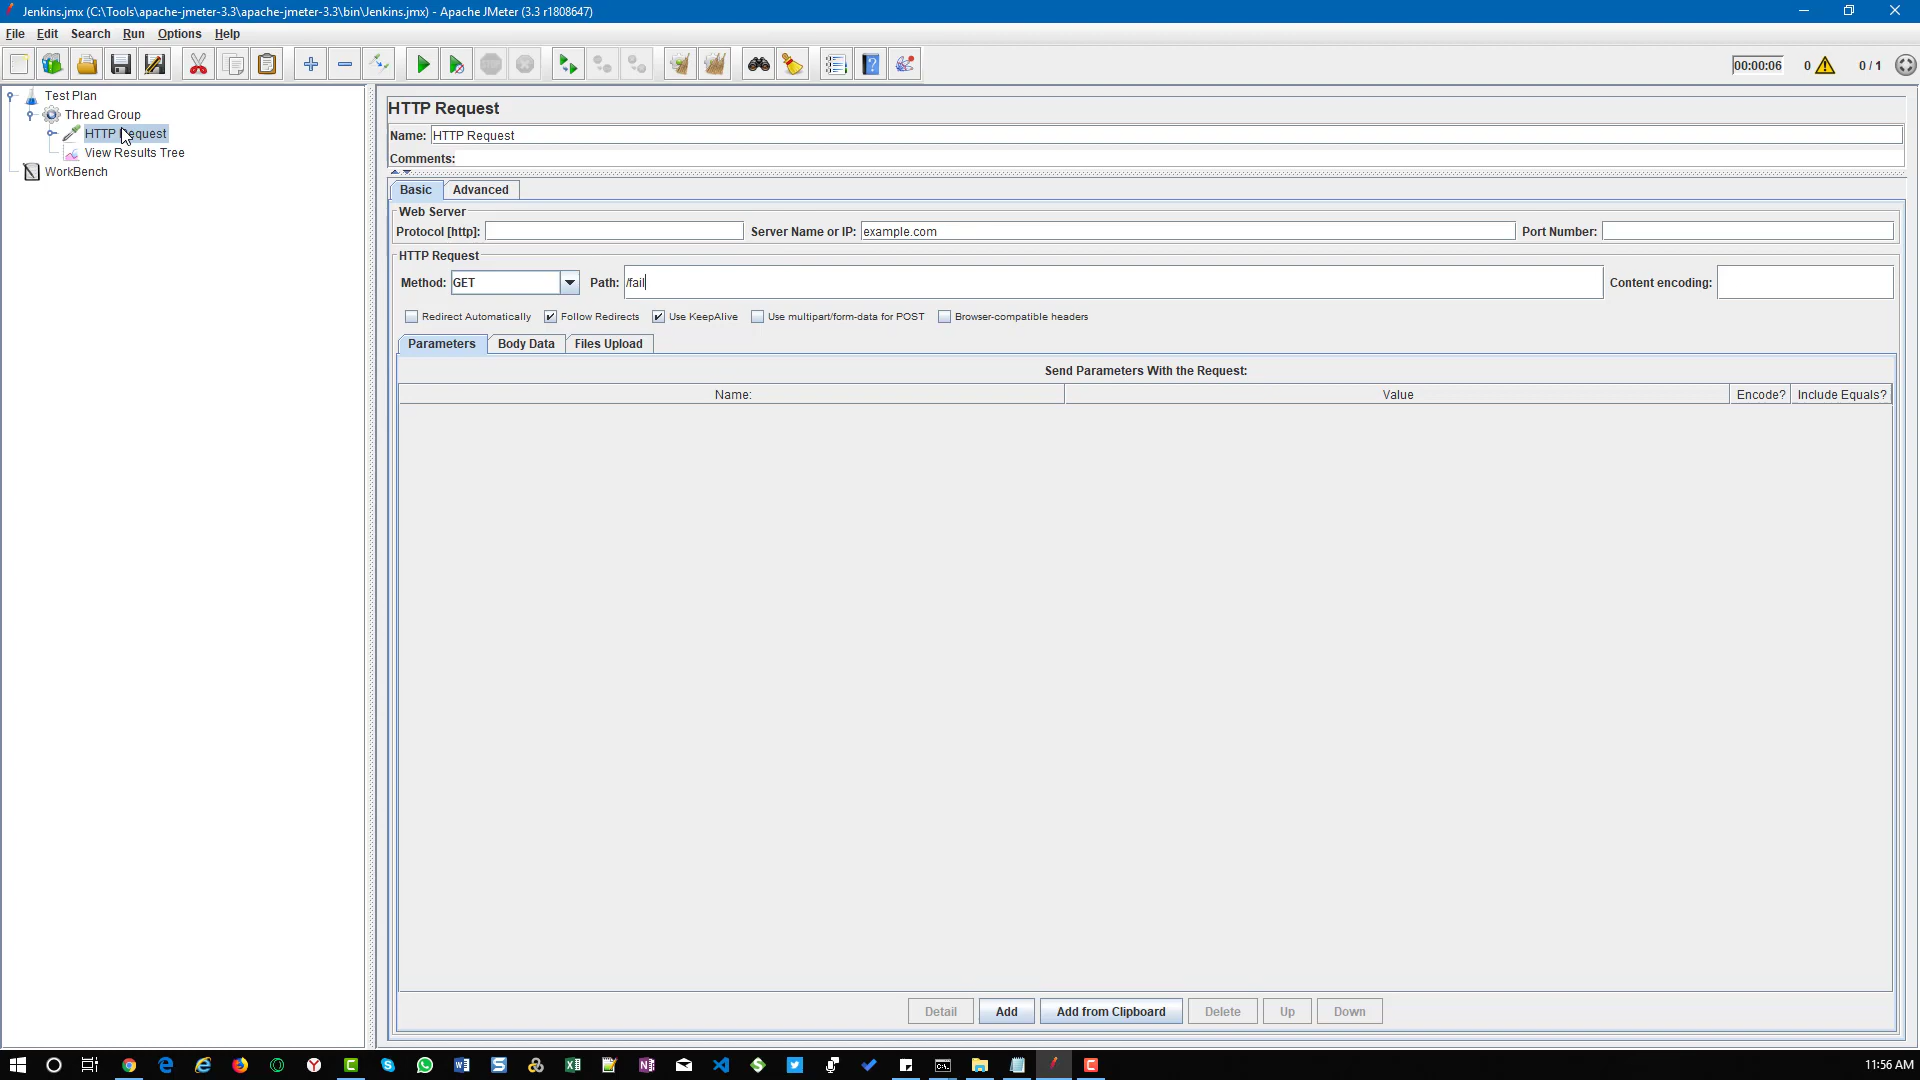 Jenkins.jmx (C:\Tools\apache-jmeter-3.3\apache-jmeter-3.3\bin\Jenkins.jmx) - Apache JMeter (3.3 r1808647)
File Edit Search Run Options Help
00:00:06 0 0 / 1
Test Plan
Thread Group
HTTP Request
View Results Tree
WorkBench
HTTP Request
Name: HTTP Request
Comments:
Basic Advanced
Web Server
Protocol [http]: Server Name or IP: example.com Port Number:
HTTP Request
Method: GET Path: /fail Content encoding:
Redirect Automatically Follow Redirects Use KeepAlive Use multipart/form-data for POST Browser-compatible headers
Parameters Body Data Files Upload
Send Parameters With the Request:
Name: Value Encode? Include Equals?
Detail Add Add from Clipboard Delete Up Down
11:56 AM